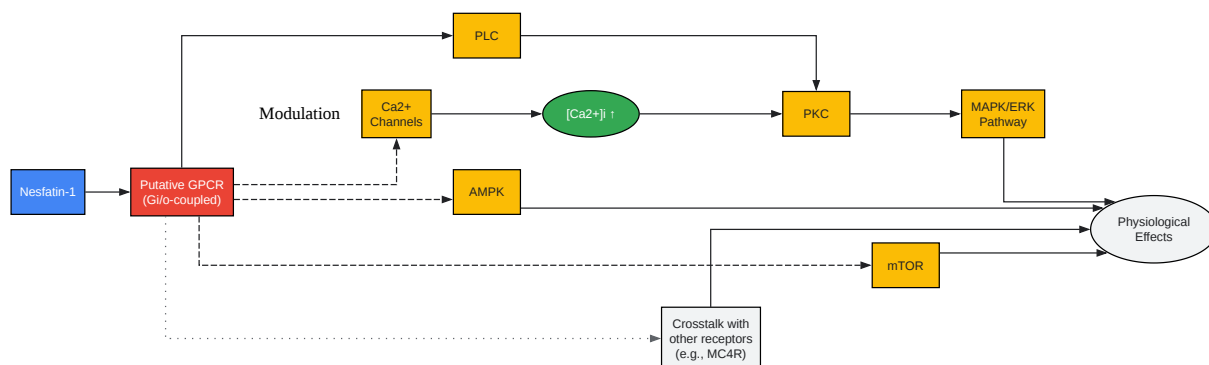 PLC
Modulation
Ca2+
Channels
[Ca2+]i ↑
PKC
MAPK/ERK
Pathway
Nesfatin-1
Putative GPCR
(Gi/o-coupled)
AMPK
Physiological
Effects
mTOR
Crosstalk with
other receptors
(e.g., MC4R)